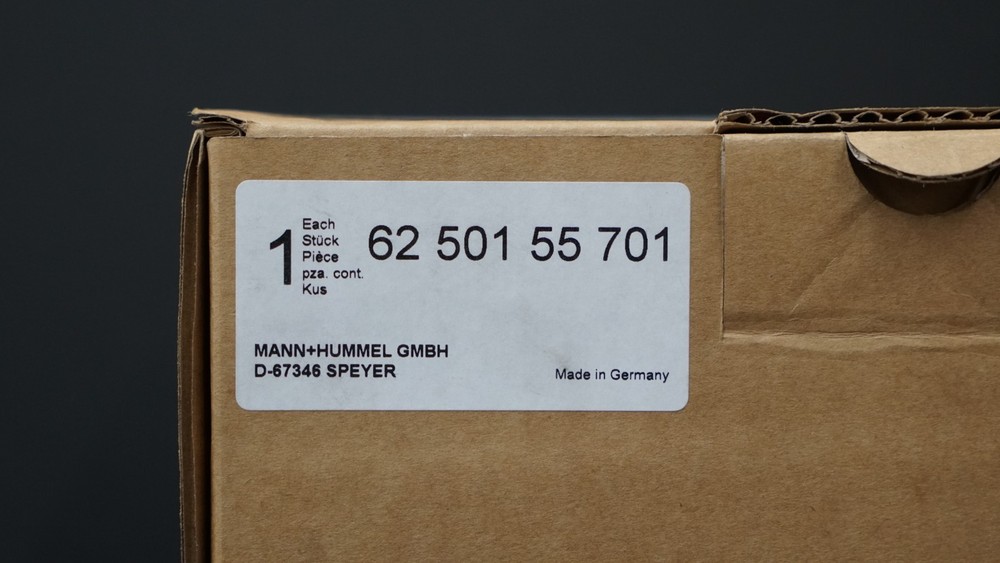 1
Each
Stück
Pièce
pza. cont.
Kus
62 501 55 701
MANN+HUMMEL GMBH
D-67346 SPEYER
Made in Germany